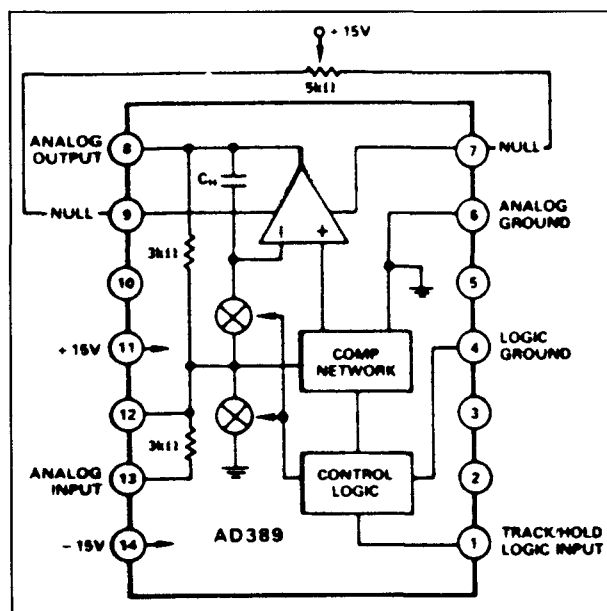 + 15V
5kΩ
ANALOG
OUTPUT
8
7
NULL
C_H
NULL
9
6
ANALOG
GROUND
3kΩ
10
5
+ 15V
11
4
LOGIC
GROUND
COMP
NETWORK
12
3
3kΩ
ANALOG
INPUT
13
CONTROL
LOGIC
2
- 15V
14
AD389
1
TRACK/HOLD
LOGIC INPUT
- +